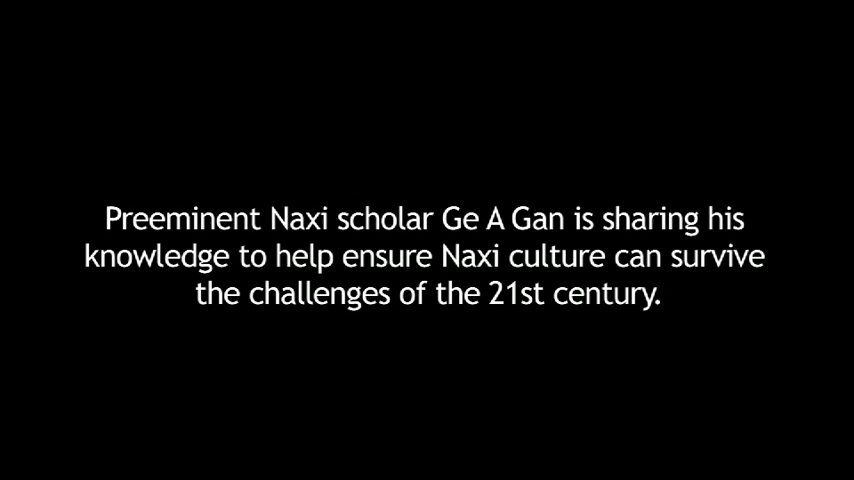 Preeminent Naxi scholar Ge A Gan is sharing his
knowledge to help ensure Naxi culture can survive
the challenges of the 21st century.